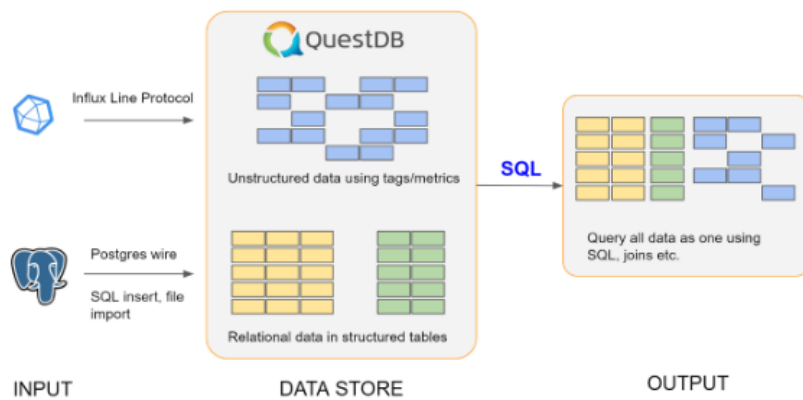 QuestDB
Influx Line Protocol
Unstructured data using tags/metrics
SQL
Query all data as one using
SQL, joins etc.
Postgres wire
SQL insert, file
import
Relational data in structured tables
INPUT
DATA STORE
OUTPUT